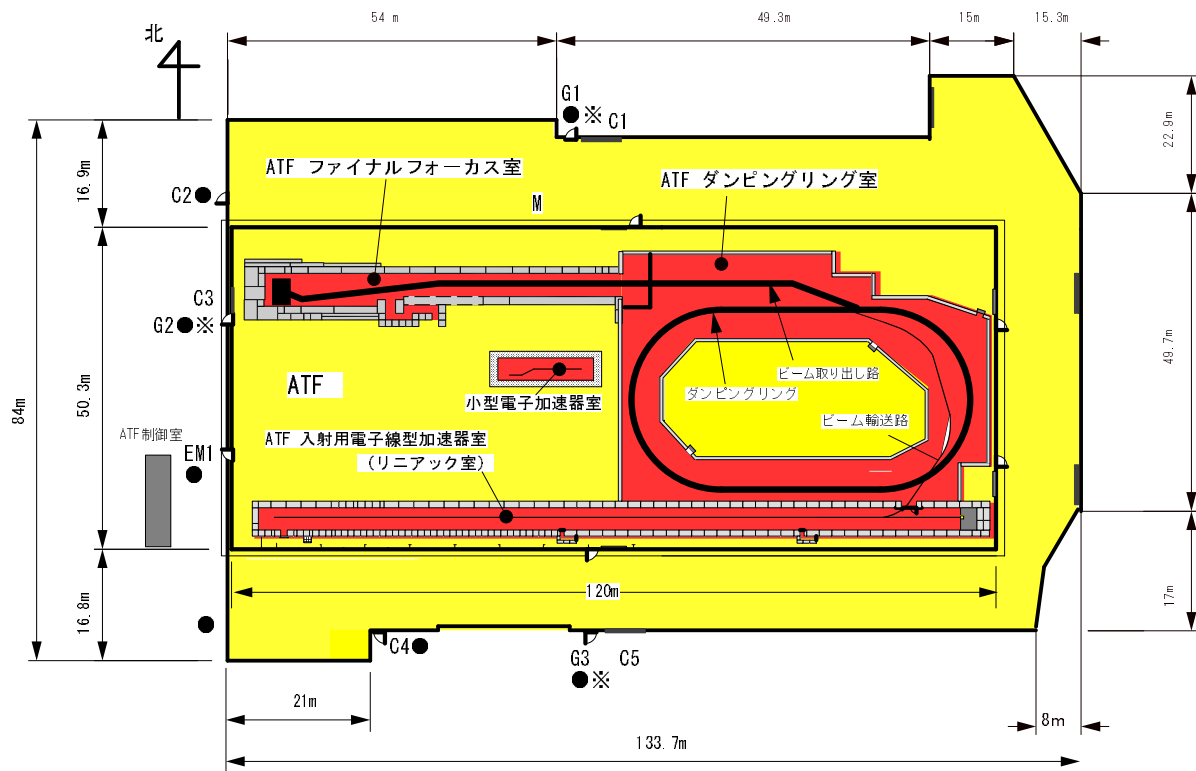 54 m
49.3m
15m
15.3m
北
G1
●※
C1
ATF ファイナルフォーカス室
ATF ダンピングリング室
22.9m
16.9m
C2●
M
C3
G2●※
ATF
小型電子加速器室
ダンピングリング
ビーム取り出し路
ビーム輸送路
49.7m
50.3m
84m
ATF制御室
EM1
●
ATF 入射用電子線型加速器室
(リニアック室)
120m
16.8m
17m
●
C4●
G3
●※
C5
21m
8m
133.7m